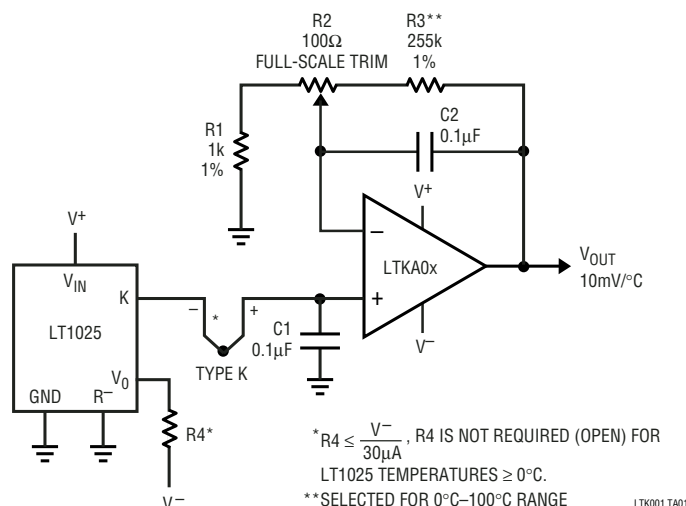 R2
100Ω
FULL-SCALE TRIM
R3**
255k
1%
R1
1k
1%
C2
0.1µF
V+
V+
VIN
K
LT1025
V0
GND
R–
R4*
V–
–
*
+
TYPE K
C1
0.1µF
–
+
LTKA0x
V–
VOUT
10mV/°C
*R4 ≤ V–/30µA, R4 IS NOT REQUIRED (OPEN) FOR
LT1025 TEMPERATURES ≥ 0°C.
**SELECTED FOR 0°C–100°C RANGE
LTK001 TA01